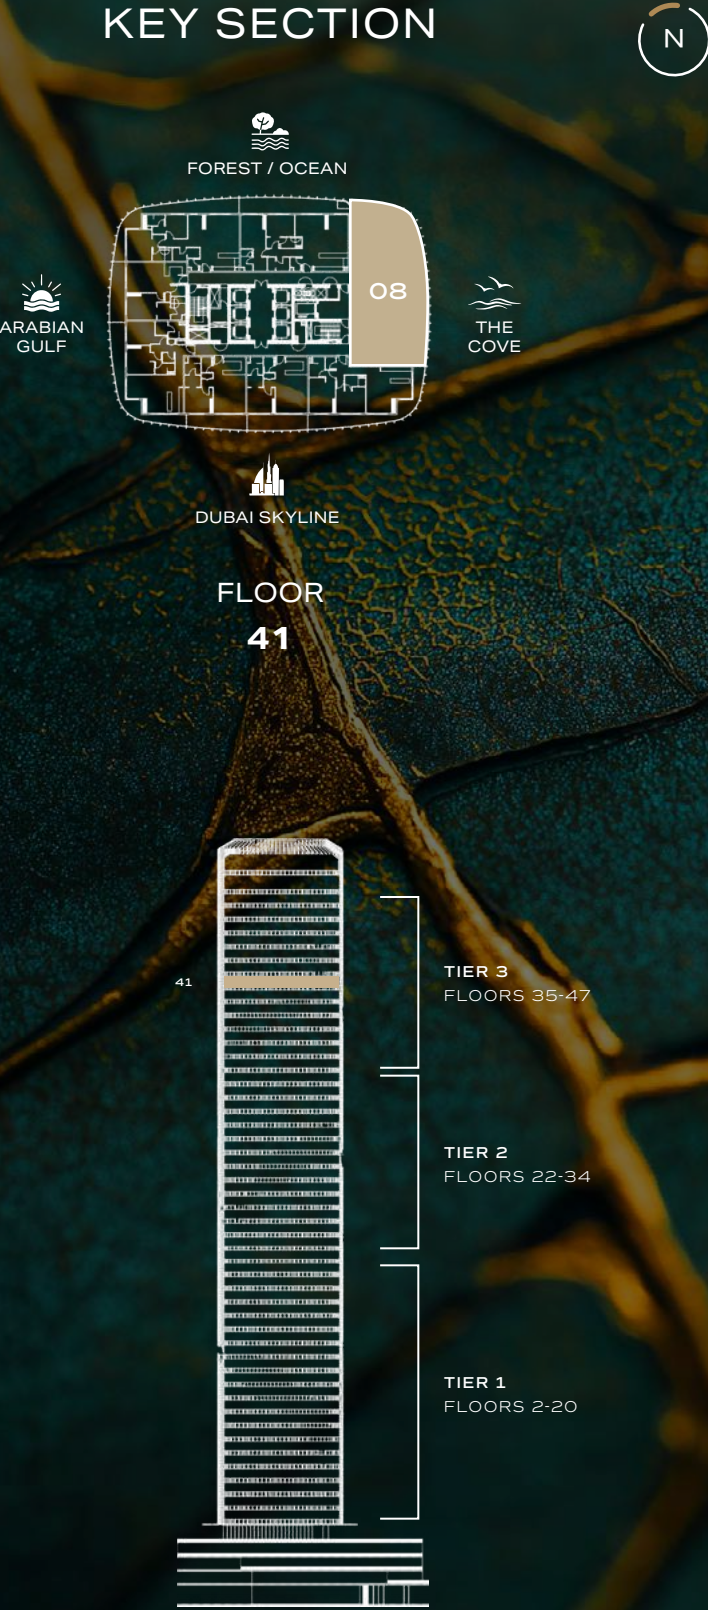 KEY SECTION
N
FOREST / OCEAN
08
ARABIAN
GULF
THE
COVE
DUBAI SKYLINE
FLOOR
41
41
TIER 3
FLOORS 35-47
TIER 2
FLOORS 22-34
TIER 1
FLOORS 2-20